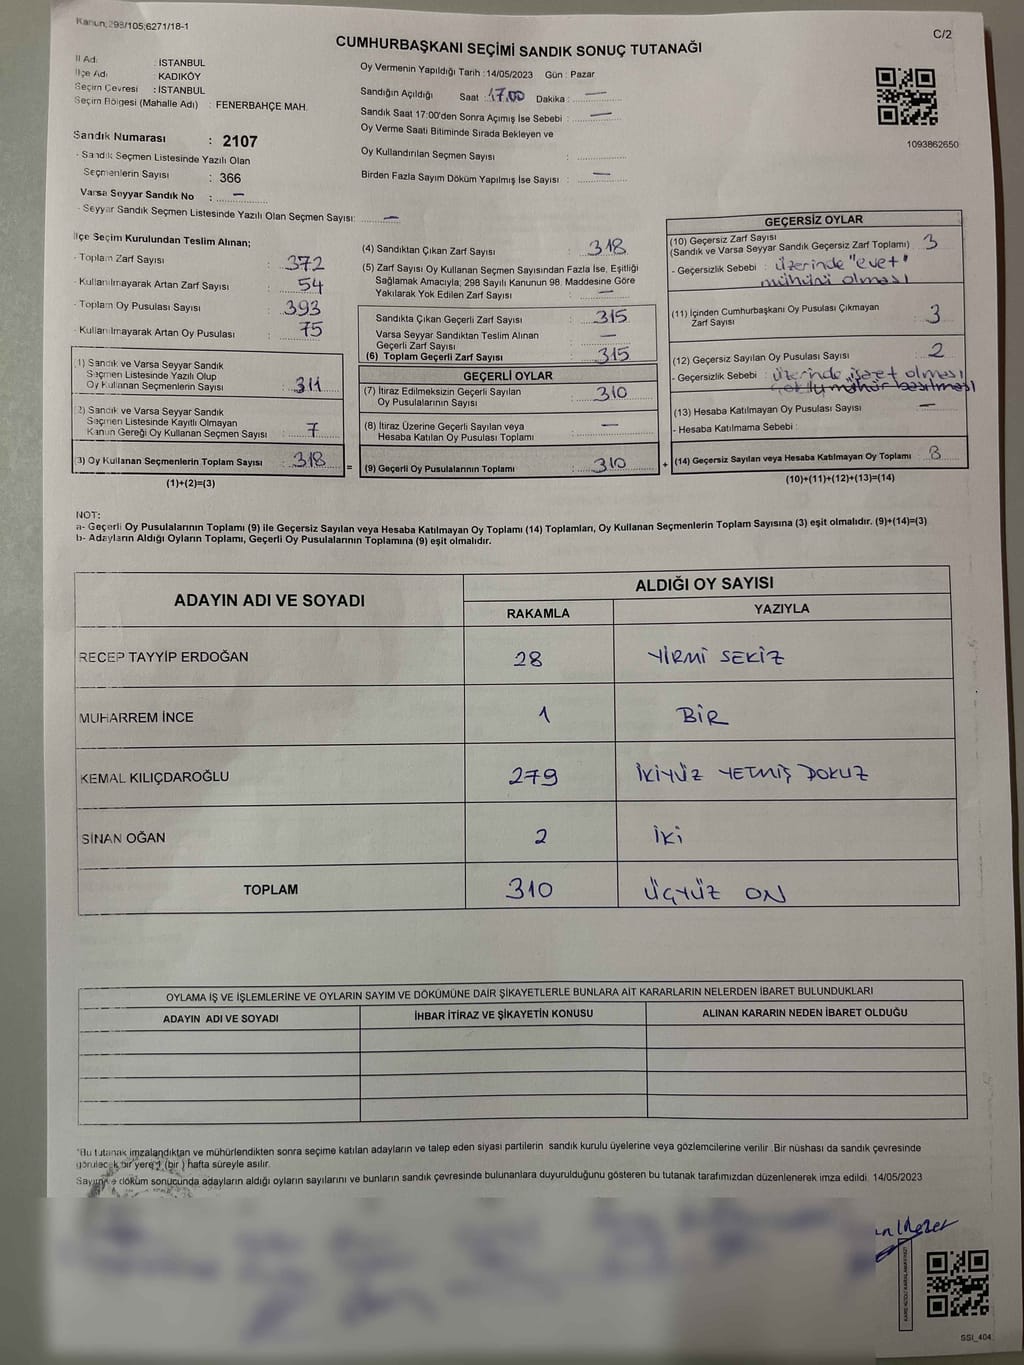 Kanun;298/105;6271/18-1
C/2
CUMHURBAŞKANI SEÇİMİ SANDIK SONUÇ TUTANAĞI
İl Adı : İSTANBUL
İlçe Adı : KADIKÖY
Seçim Çevresi : İSTANBUL
Seçim Bölgesi (Mahalle Adı) : FENERBAHÇE MAH.
Sandık Numarası : 2107
- Sandık Seçmen Listesinde Yazılı Olan
Seçmenlerin Sayısı : 366
Varsa Seyyar Sandık No : —
- Seyyar Sandık Seçmen Listesinde Yazılı Olan Seçmen Sayısı: —
Oy Vermenin Yapıldığı Tarih :14/05/2023 Gün : Pazar
Sandığın Açıldığı Saat : 17.00 Dakika : —
Sandık Saat 17:00'den Sonra Açımış İse Sebebi : —
Oy Verme Saati Bitiminde Sırada Bekleyen ve
Oy Kullandırılan Seçmen Sayısı :
Birden Fazla Sayım Döküm Yapılmış İse Sayısı : —
1093862650
İlçe Seçim Kurulundan Teslim Alınan;
- Toplam Zarf Sayısı : 372
- Kullanılmayarak Artan Zarf Sayısı : 54
- Toplam Oy Pusulası Sayısı : 393
- Kullanılmayarak Artan Oy Pusulası : 75
1) Sandık ve Varsa Seyyar Sandık
Seçmen Listesinde Yazılı Olup
Oy Kullanan Seçmenlerin Sayısı : 311
2) Sandık ve Varsa Seyyar Sandık
Seçmen Listesinde Kayıtlı Olmayan
Kanun Gereği Oy Kullanan Seçmen Sayısı : 7
(3) Oy Kullanan Seçmenlerin Toplam Sayısı : 318
(1)+(2)=(3)
(4) Sandıktan Çıkan Zarf Sayısı : 318
(5) Zarf Sayısı Oy Kullanan Seçmen Sayısından Fazla İse, Eşitliği
Sağlamak Amacıyla; 298 Sayılı Kanunun 98. Maddesine Göre
Yakılarak Yok Edilen Zarf Sayısı : —
Sandıkta Çıkan Geçerli Zarf Sayısı : 315
Varsa Seyyar Sandıktan Teslim Alınan
Geçerli Zarf Sayısı : —
(6) Toplam Geçerli Zarf Sayısı : 315
GEÇERLİ OYLAR
(7) İtiraz Edilmeksizin Geçerli Sayılan
Oy Pusulalarının Sayısı : 310
(8) İtiraz Üzerine Geçerli Sayılan veya
Hesaba Katılan Oy Pusulası Toplamı : —
= (9) Geçerli Oy Pusulalarının Toplamı : 310 +
GEÇERSİZ OYLAR
(10) Geçersiz Zarf Sayısı
(Sandık ve Varsa Seyyar Sandık Geçersiz Zarf Toplamı) : 3
- Geçersizlik Sebebi : üzerinde "evet"
mühürü olması
(11) İçinden Cumhurbaşkanı Oy Pusulası Çıkmayan
Zarf Sayısı : 3
(12) Geçersiz Sayılan Oy Pusulası Sayısı : 2
- Geçersizlik Sebebi : üzerinde işaret olması
mühür basılması
(13) Hesaba Katılmayan Oy Pusulası Sayısı : —
- Hesaba Katılmama Sebebi :
(14) Geçersiz Sayılan veya Hesaba Katılmayan Oy Toplamı : 8
(10)+(11)+(12)+(13)=(14)
NOT:
a- Geçerli Oy Pusulalarının Toplamı (9) ile Geçersiz Sayılan veya Hesaba Katılmayan Oy Toplamı (14) Toplamları, Oy Kullanan Seçmenlerin Toplam Sayısına (3) eşit olmalıdır. (9)+(14)=(3)
b- Adayların Aldığı Oyların Toplamı, Geçerli Oy Pusulalarının Toplamına (9) eşit olmalıdır.
ADAYIN ADI VE SOYADI ALDIĞI OY SAYISI
RAKAMLA YAZIYLA
RECEP TAYYİP ERDOĞAN 28 YİRMİ SEKİZ
MUHARREM İNCE 1 BİR
KEMAL KILIÇDAROĞLU 279 İKİYÜZ YETMİŞ DOKUZ
SİNAN OĞAN 2 İKİ
TOPLAM 310 ÜÇYÜZ ON
OYLAMA İŞ VE İŞLEMLERİNE VE OYLARIN SAYIM VE DÖKÜMÜNE DAİR ŞİKAYETLERLE BUNLARA AİT KARARLARIN NELERDEN İBARET BULUNDUKLARI
ADAYIN ADI VE SOYADI İHBAR İTİRAZ VE ŞİKAYETİN KONUSU ALINAN KARARIN NEDEN İBARET OLDUĞU
*Bu tutanak imzalandıktan ve mühürlendikten sonra seçime katılan adayların ve talep eden siyasi partilerin sandık kurulu üyelerine veya gözlemcilerine verilir. Bir nüshası da sandık çevresinde
görülecek bir yere 1 (bir ) hafta süreyle asılır.
Sayım ve döküm sonucunda adayların aldığı oyların sayılarını ve bunların sandık çevresinde bulunanlara duyurulduğunu gösteren bu tutanak tarafımızdan düzenlenerek imza edildi. 14/05/2023
SSI_404